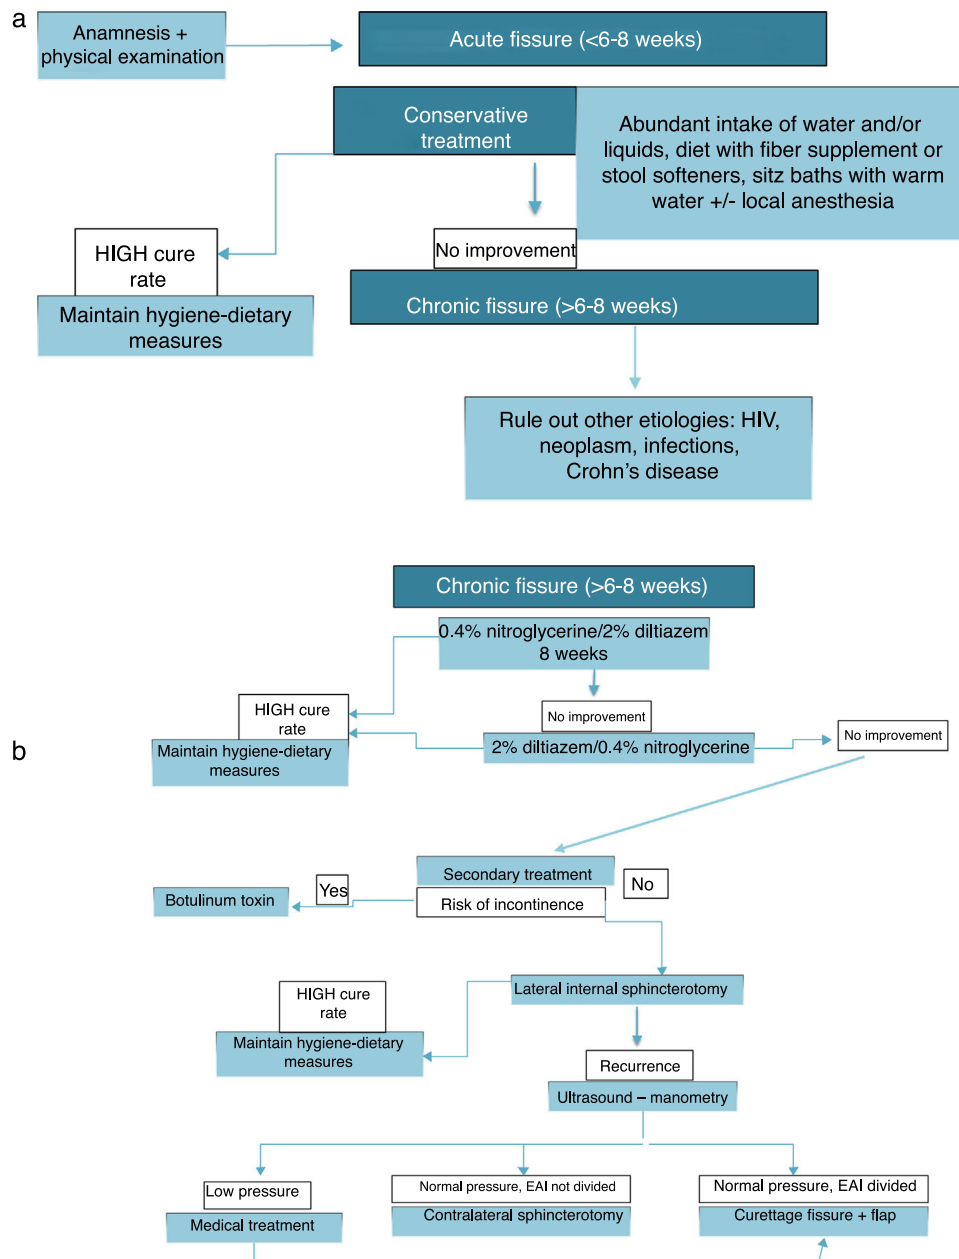 a
Anamnesis +
physical examination
Acute fissure (<6-8 weeks)
Conservative
treatment
Abundant intake of water and/or
liquids, diet with fiber supplement or
stool softeners, sitz baths with warm
water +/- local anesthesia
HIGH cure
rate
No improvement
Maintain hygiene-dietary
measures
Chronic fissure (>6-8 weeks)
Rule out other etiologies: HIV,
neoplasm, infections,
Crohn’s disease
b
Chronic fissure (>6-8 weeks)
0.4% nitroglycerine/2% diltiazem
8 weeks
HIGH cure
rate
No improvement
Maintain hygiene-dietary
measures
2% diltiazem/0.4% nitroglycerine
No improvement
Secondary treatment
Yes
No
Botulinum toxin
Risk of incontinence
HIGH cure
rate
Lateral internal sphincterotomy
Maintain hygiene-dietary
measures
Recurrence
Ultrasound – manometry
Low pressure
Normal pressure, EAI not divided
Normal pressure, EAI divided
Medical treatment
Contralateral sphincterotomy
Curettage fissure + flap